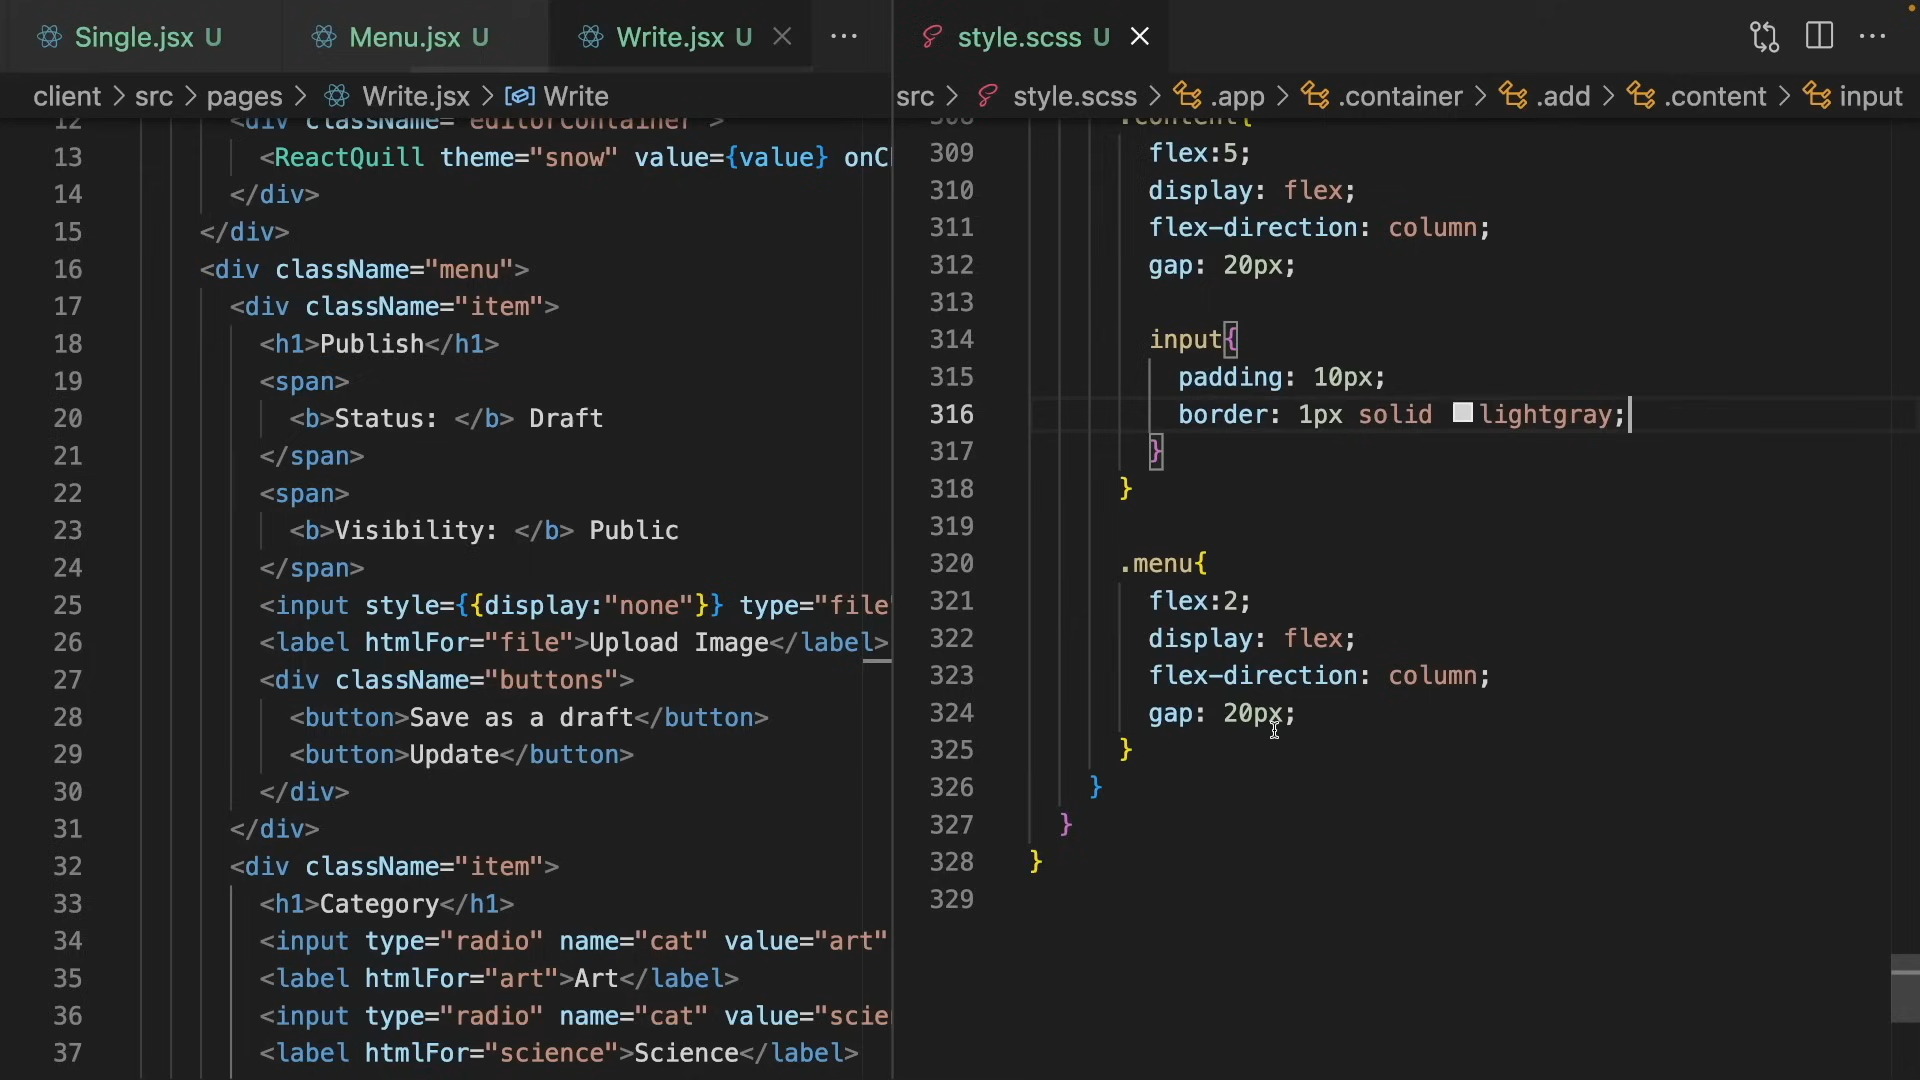 Single.jsx U
Menu.jsx U
Write.jsx U
style.scss U
client > src > pages > Write.jsx > Write
src > style.scss > .app > .container > .add > .content > input
12 <div className="editorContainer">
13 <ReactQuill theme="snow" value={value} onC
14 </div>
15 </div>
16 <div className="menu">
17 <div className="item">
18 <h1>Publish</h1>
19 <span>
20 <b>Status: </b> Draft
21 </span>
22 <span>
23 <b>Visibility: </b> Public
24 </span>
25 <input style={{display:"none"}} type="file"
26 <label htmlFor="file">Upload Image</label>
27 <div className="buttons">
28 <button>Save as a draft</button>
29 <button>Update</button>
30 </div>
31 </div>
32 <div className="item">
33 <h1>Category</h1>
34 <input type="radio" name="cat" value="art"
35 <label htmlFor="art">Art</label>
36 <input type="radio" name="cat" value="scie
37 <label htmlFor="science">Science</label>
308 .content{
309 flex:5;
310 display: flex;
311 flex-direction: column;
312 gap: 20px;
313
314 input{
315 padding: 10px;
316 border: 1px solid lightgray;
317 }
318 }
319
320 .menu{
321 flex:2;
322 display: flex;
323 flex-direction: column;
324 gap: 20px;
325 }
326 }
327 }
328 }
329